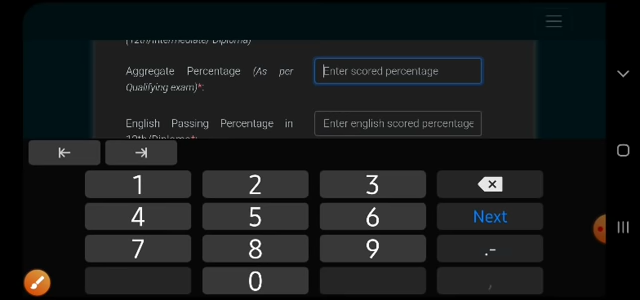 (12th/Intermediate/ Diploma)
Aggregate Percentage (As per Qualifying exam)*:
Enter scored percentage
English Passing Percentage in 12th/Diploma*:
Enter english scored percentage
1 2 3
4 5 6 Next
7 8 9 .-
0 ,